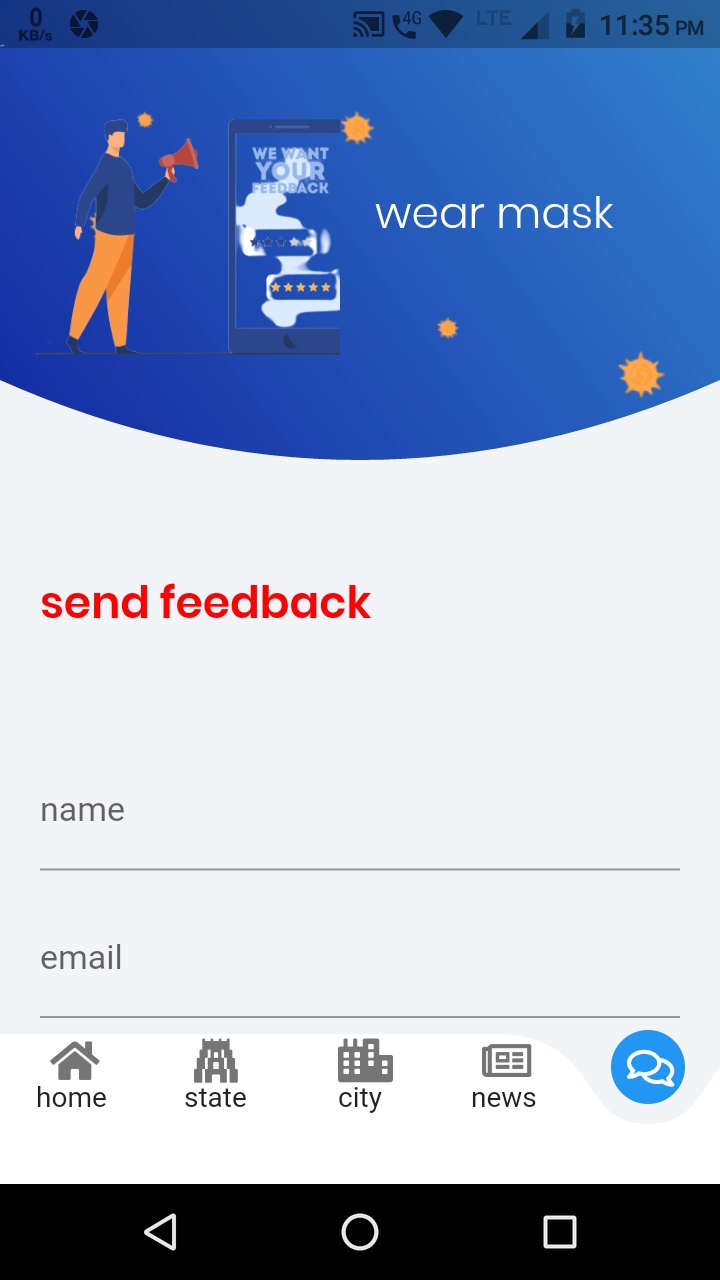 0
KB/s
4G
LTE
11:35 PM
WE WANT
YOUR
FEEDBACK
wear mask
send feedback
name
email
home
state
city
news